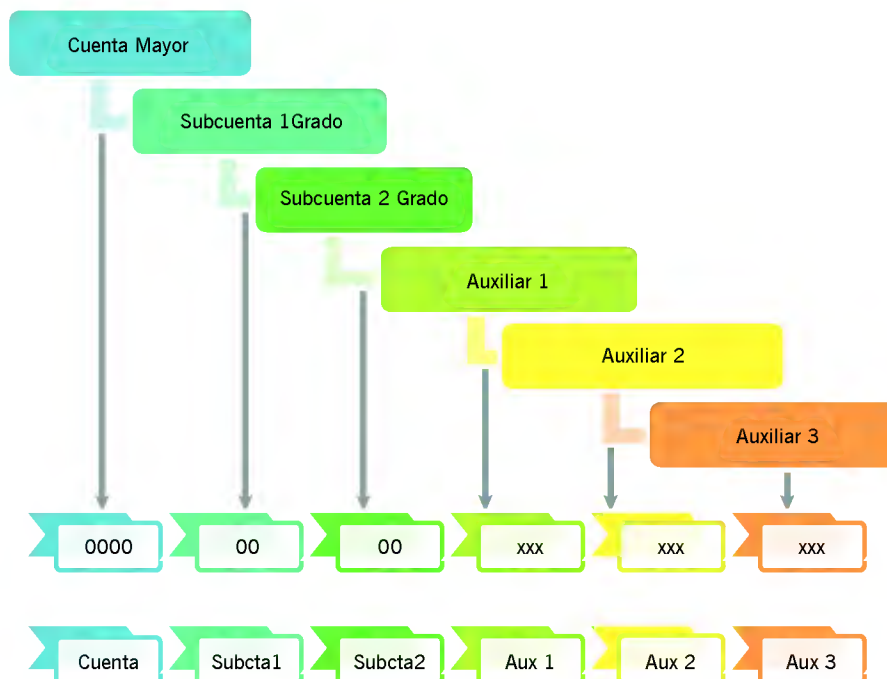 Cuenta Mayor
Subcuenta 1Grado
Subcuenta 2 Grado
Auxiliar 1
Auxiliar 2
Auxiliar 3
0000 00 00 xxx xxx xxx
Cuenta Subcta1 Subcta2 Aux 1 Aux 2 Aux 3